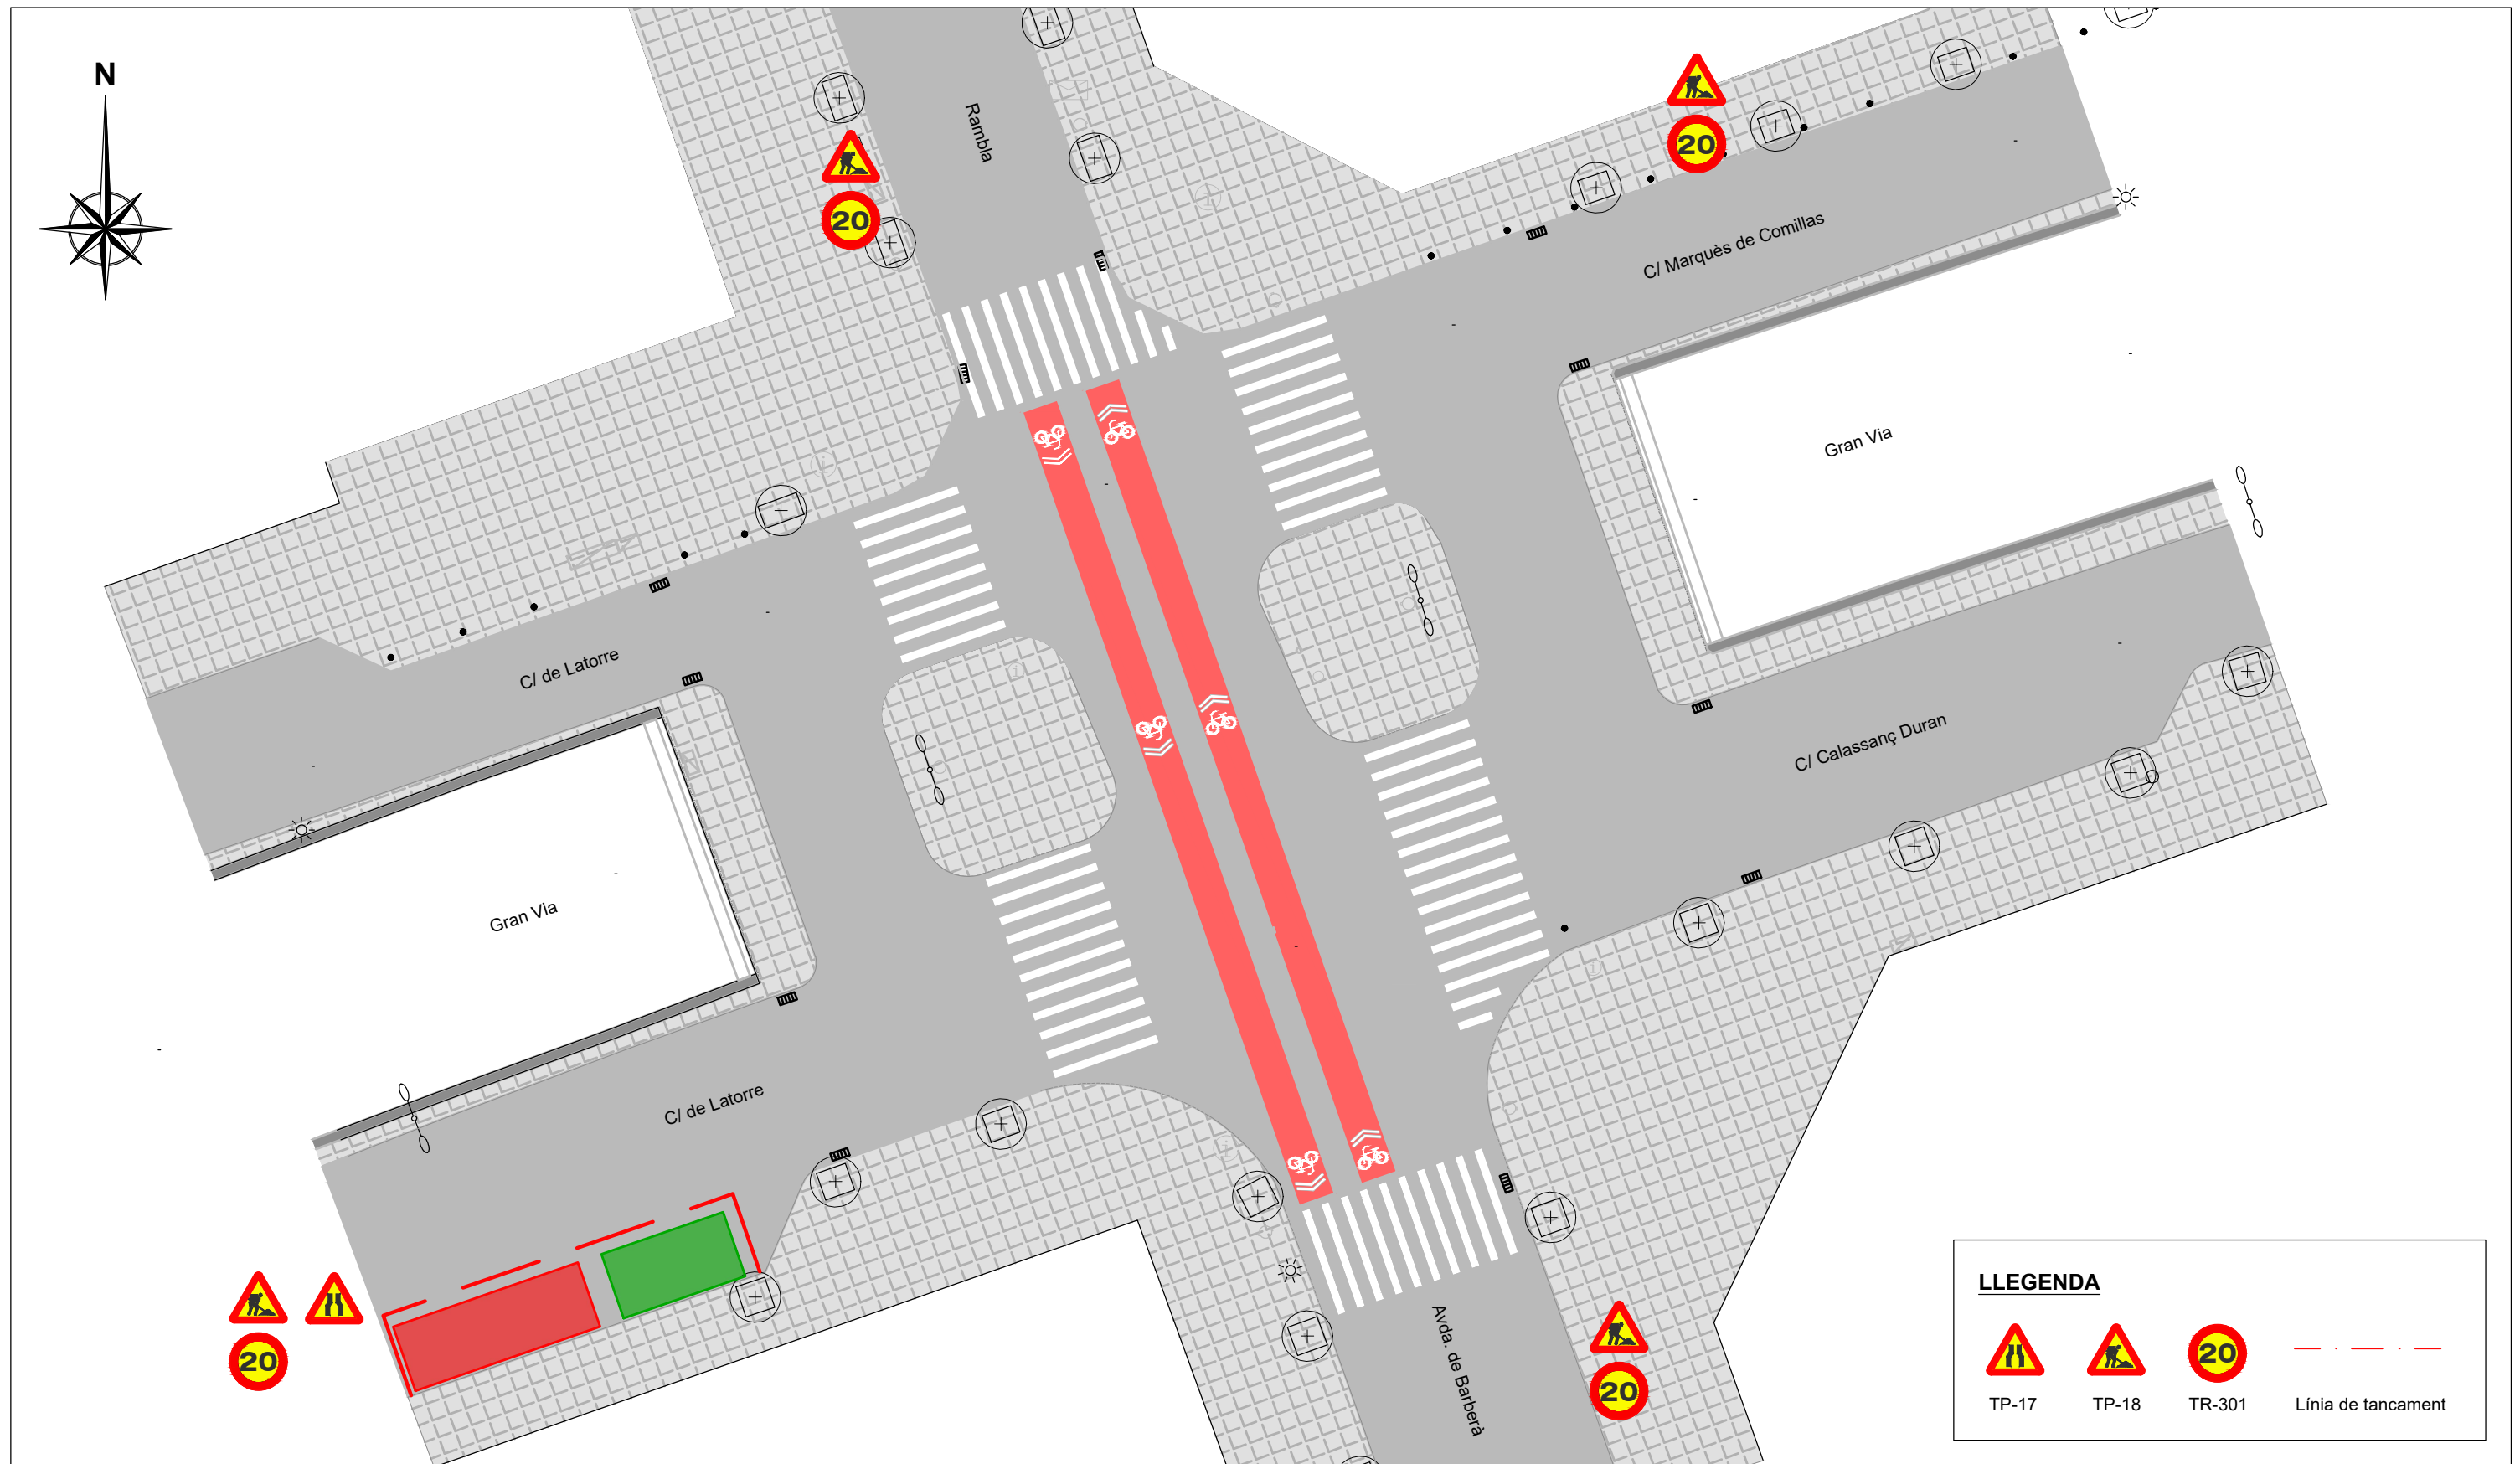 N
Rambla
20
20
C/ Marquès de Comillas
Gran Via
C/ de Latorre
C/ Calassanç Duran
Gran Via
C/ de Latorre
20
20
Avda. de Barberà
LLEGENDA
20
TP-17
TP-18
TR-301
Línia de tancament